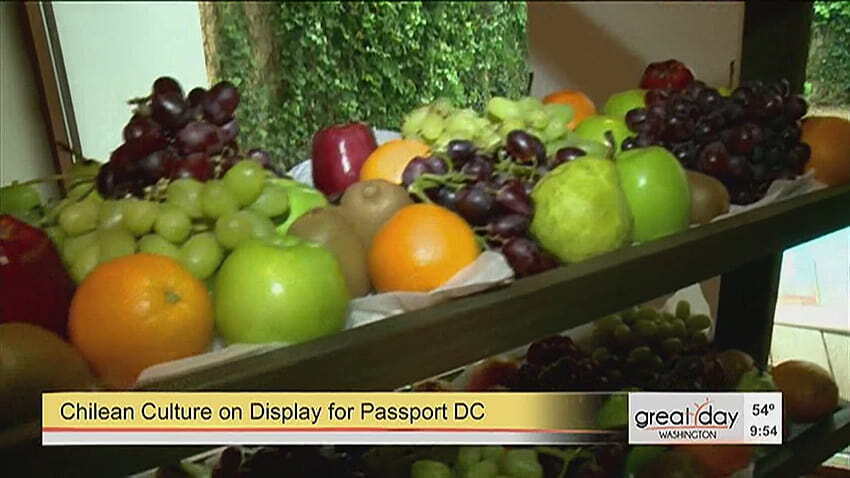 Chilean Culture on Display for Passport DC
great day
WASHINGTON
54°
9:54